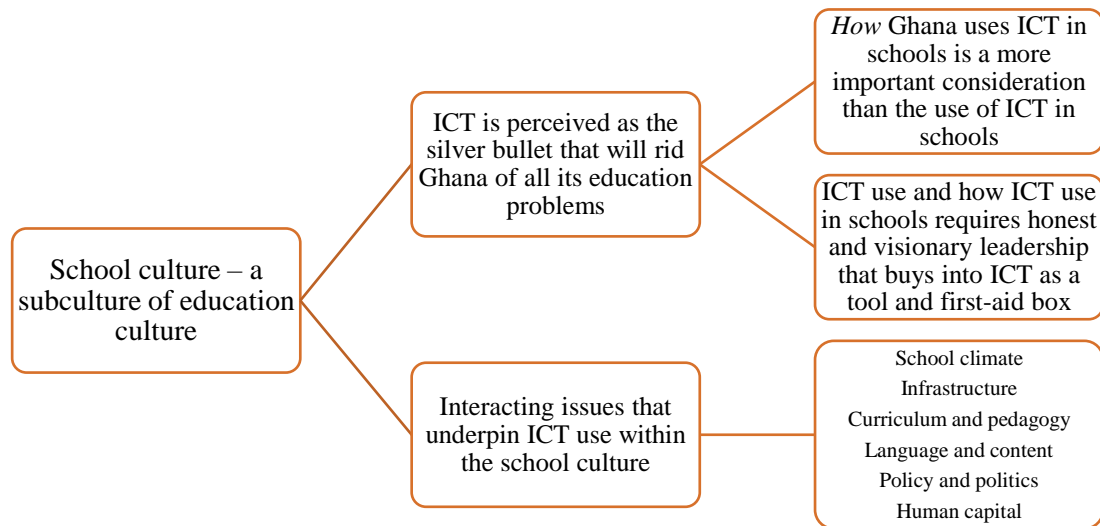 School culture – a
subculture of education
culture
ICT is perceived as the
silver bullet that will rid
Ghana of all its education
problems
How Ghana uses ICT in
schools is a more
important consideration
than the use of ICT in
schools
ICT use and how ICT use
in schools requires honest
and visionary leadership
that buys into ICT as a
tool and first-aid box
Interacting issues that
underpin ICT use within
the school culture
School climate
Infrastructure
Curriculum and pedagogy
Language and content
Policy and politics
Human capital